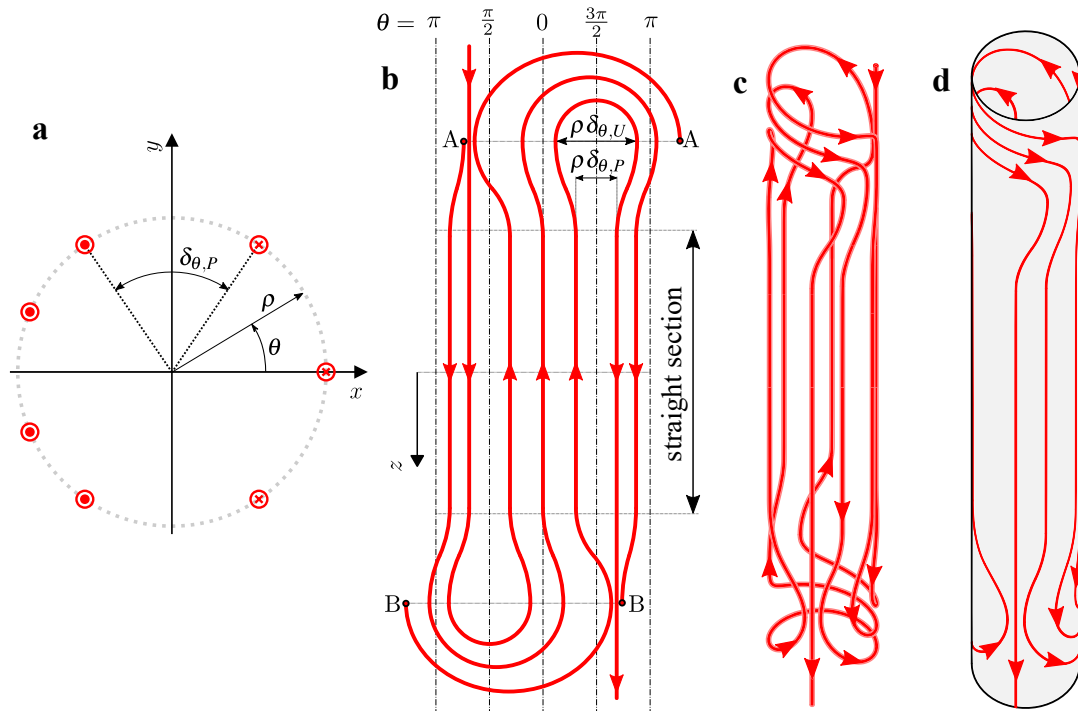 a
y
δθ,P
ρ
θ
x
b
θ = π π/2 0 3π/2 π
A
A
ρ δθ,U
ρ δθ,P
straight section
z
B
B
c
d